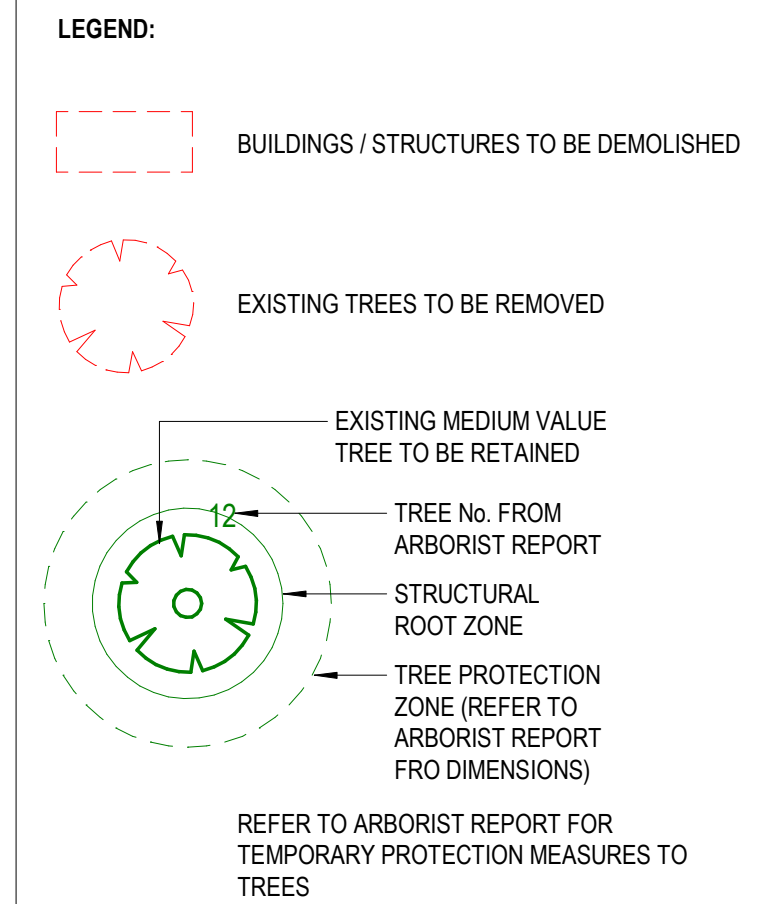 LEGEND:
BUILDINGS / STRUCTURES TO BE DEMOLISHED
EXISTING TREES TO BE REMOVED
EXISTING MEDIUM VALUE
TREE TO BE RETAINED
12
TREE No. FROM
ARBORIST REPORT
STRUCTURAL
ROOT ZONE
TREE PROTECTION
ZONE (REFER TO
ARBORIST REPORT
FRO DIMENSIONS)
REFER TO ARBORIST REPORT FOR
TEMPORARY PROTECTION MEASURES TO
TREES